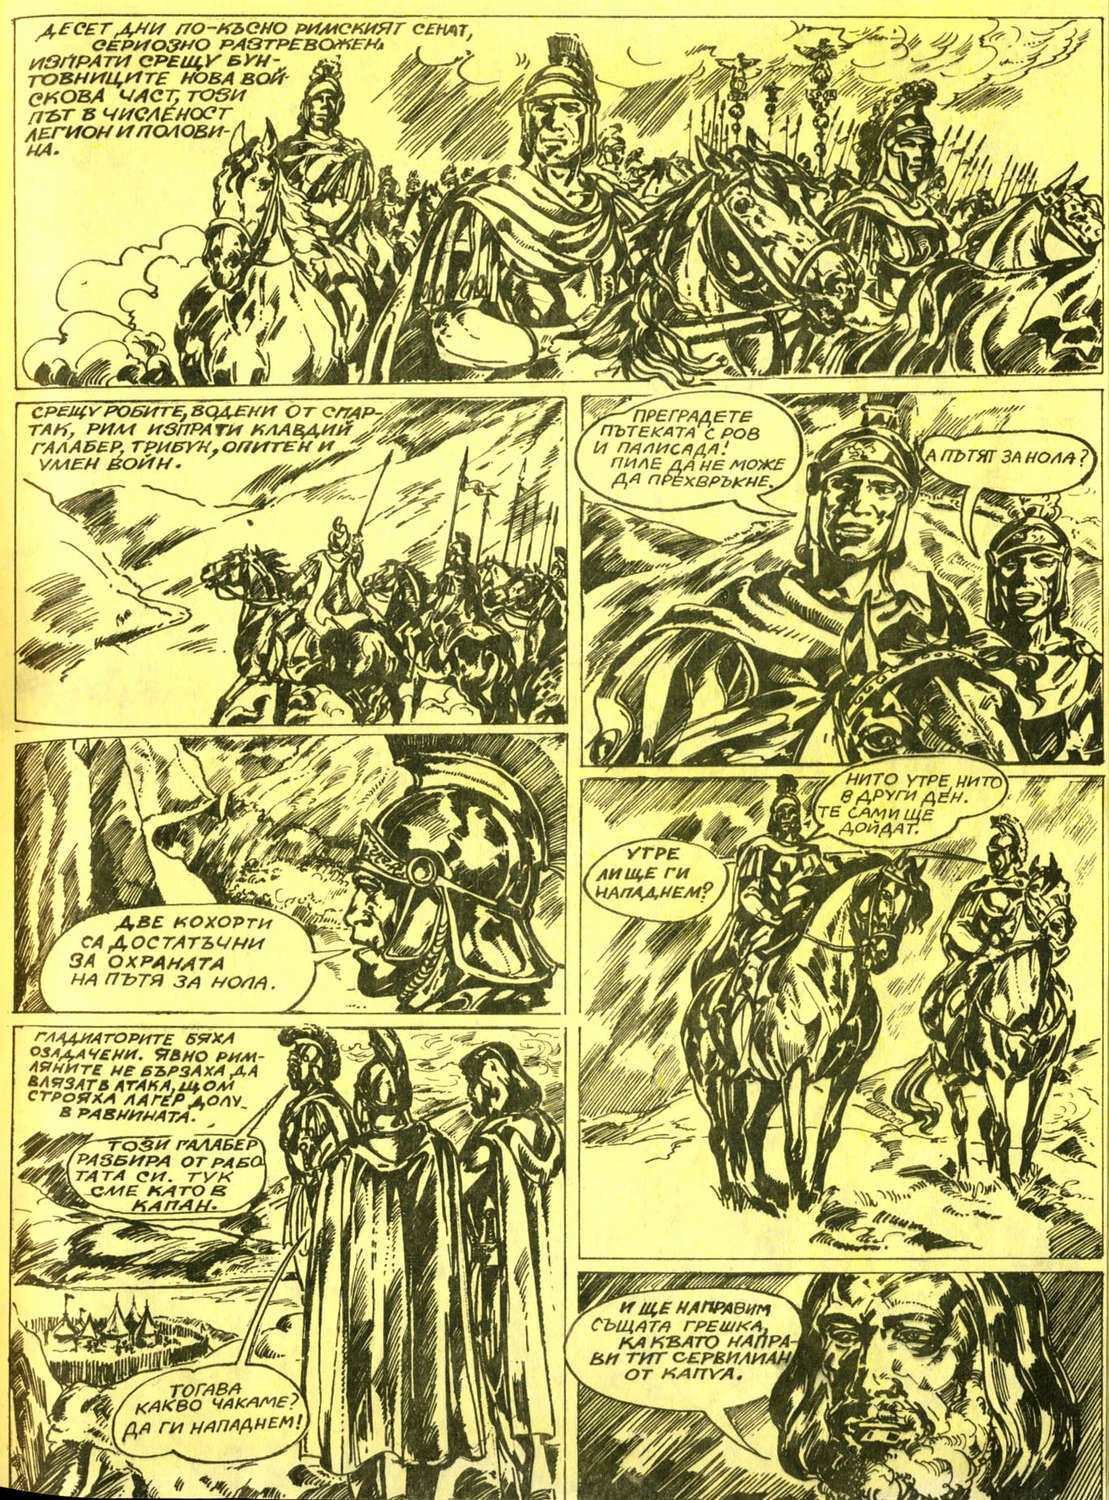 ДЕСЕТ ДНИ ПО-КЪСНО РИМСКИЯТ СЕНАТ,
СЕРИОЗНО РАЗТРЕВОЖЕН,
ИЗПРАТИ СРЕЩУ БУН-
ТОВНИЦИТЕ НОВА ВОЙ-
СКОВА ЧАСТ, ТОЗИ
ПЪТ В ЧИСЛЕНОСТ
ЛЕГИОН И ПОЛОВИ-
НА.
СРЕЩУ РОБИТЕ, ВОДЕНИ ОТ СПАР-
ТАК, РИМ ИЗПРАТИ КЛАВДИЙ
ГАЛАБЕР, ТРИБУН, ОПИТЕН И
УМЕН ВОЙН.
ПРЕГРАДЕТЕ
ПЪТЕКАТА С РОВ
И ПАЛИСАДА!
ПИЛЕ ДА НЕ МОЖЕ
ДА ПРЕХВРЪКНЕ.
А ПЪТЯТ ЗА НОЛА?
ДВЕ КОХОРТИ
СА ДОСТАТЪЧНИ
ЗА ОХРАНАТА
НА ПЪТЯ ЗА НОЛА.
УТРЕ
ЛИ ЩЕ ГИ
НАПАДНЕМ?
НИТО УТРЕ, НИТО
В ДРУГИ ДЕН.
ТЕ САМИ ЩЕ
ДОЙДАТ.
ГЛАДИАТОРИТЕ БЯХА
ОЗАДАЧЕНИ. ЯВНО РИМ-
ЛЯНИТЕ НЕ БЪРЗАХА ДА
ВЛЯЗАТ В АТАКА, ЩОМ
СТРОЯХА ЛАГЕР ДОЛУ
В РАВНИНАТА.
ТОЗИ ГАЛАБЕР
РАЗБИРА ОТ РАБО
ТАТА СИ. ТУК
СМЕ КАТО В
КАПАН.
ТОГАВА
КАКВО ЧАКАМЕ?
ДА ГИ НАПАДНЕМ!
И ЩЕ НАПРАВИМ
СЪЩАТА ГРЕШКА,
КАКВАТО НАПРА-
ВИ ТИТ СЕРВИЛИАН
ОТ КАПУА.